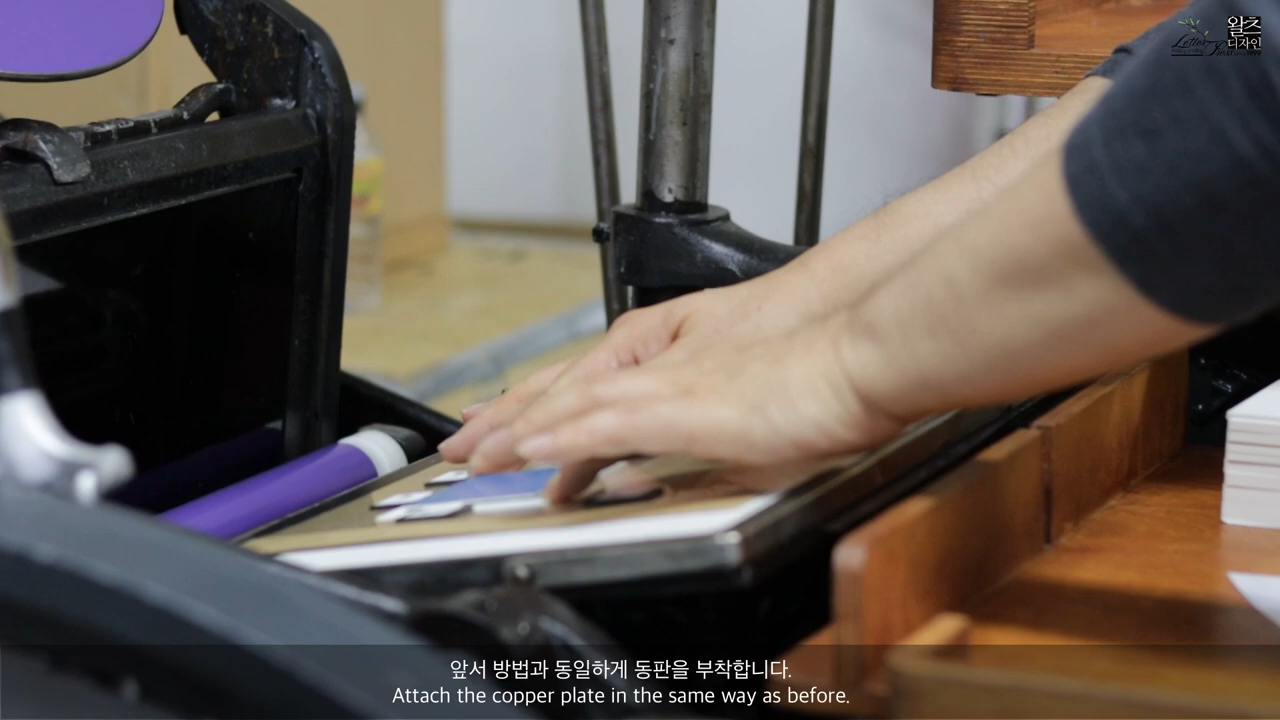 왈츠
디자인
앞서 방법과 동일하게 동판을 부착합니다.
Attach the copper plate in the same way as before.